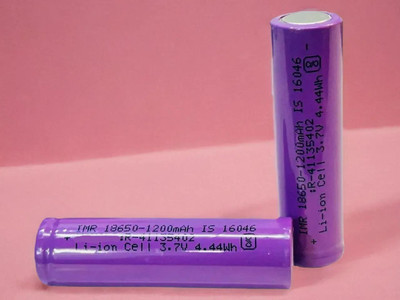 IMR 18650-1200mAh IS 16046
:R-41135402
+ Li-ion Cell 3.7V 4.44Wh
IMR 18650-1200mAh IS 16046
:R-41135402
+ Li-ion Cell 3.7V 4.44Wh -